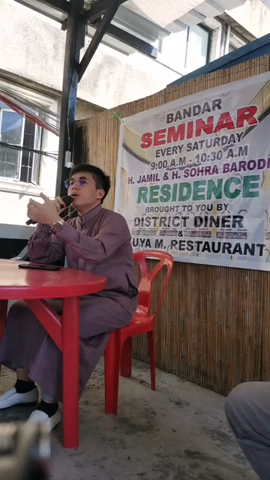 BANDAR
SEMINAR
EVERY SATURDAY
9:00 A.M - 10:30 A.M
H. JAMIL & H. SOHRA BARODI
RESIDENCE
BROUGHT TO YOU BY
DISTRICT DINER
&
UYA M. RESTAURANT